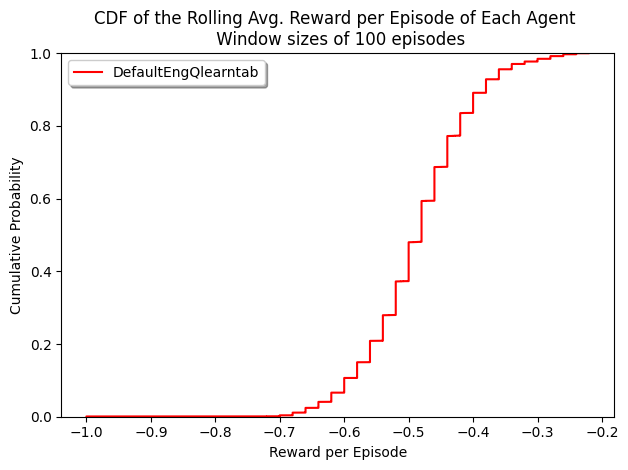 CDF of the Rolling Avg. Reward per Episode of Each Agent
Window sizes of 100 episodes
DefaultEngQlearntab
Cumulative Probability
1.0
0.8
0.6
0.4
0.2
0.0
−1.0 −0.9 −0.8 −0.7 −0.6 −0.5 −0.4 −0.3 −0.2
Reward per Episode